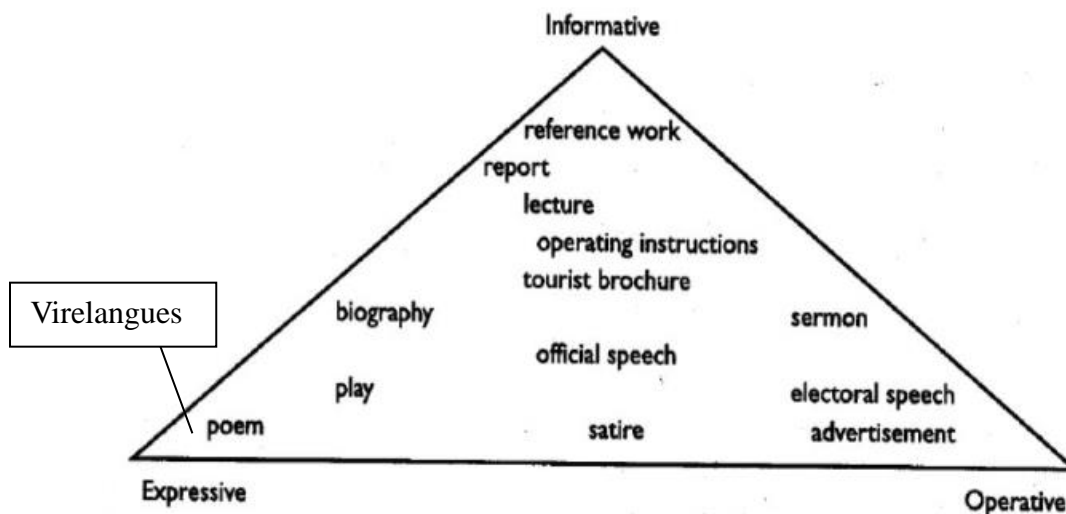 Informative
reference work
report
lecture
operating instructions
tourist brochure
Virelangues
biography
sermon
official speech
play
electoral speech
poem
satire
advertisement
Expressive
Operative